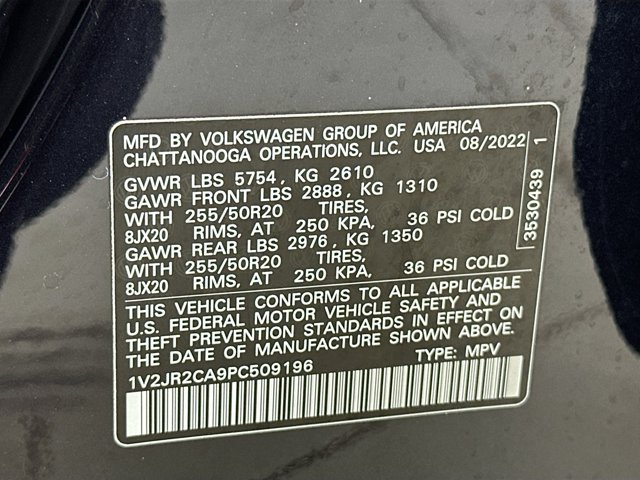 MFD BY VOLKSWAGEN GROUP OF AMERICA
CHATTANOOGA OPERATIONS, LLC. USA 08/2022
GVWR LBS 5754, KG 2610
GAWR FRONT LBS 2888, KG 1310
WITH 255/50R20 TIRES,
8JX20 RIMS, AT 250 KPA, 36 PSI COLD
GAWR REAR LBS 2976, KG 1350
WITH 255/50R20 TIRES,
8JX20 RIMS, AT 250 KPA, 36 PSI COLD
THIS VEHICLE CONFORMS TO ALL APPLICABLE
U.S. FEDERAL MOTOR VEHICLE SAFETY AND
THEFT PREVENTION STANDARDS IN EFFECT ON
THE DATE OF MANUFACTURE SHOWN ABOVE.
1V2JR2CA9PC509196 TYPE: MPV
3530439 1